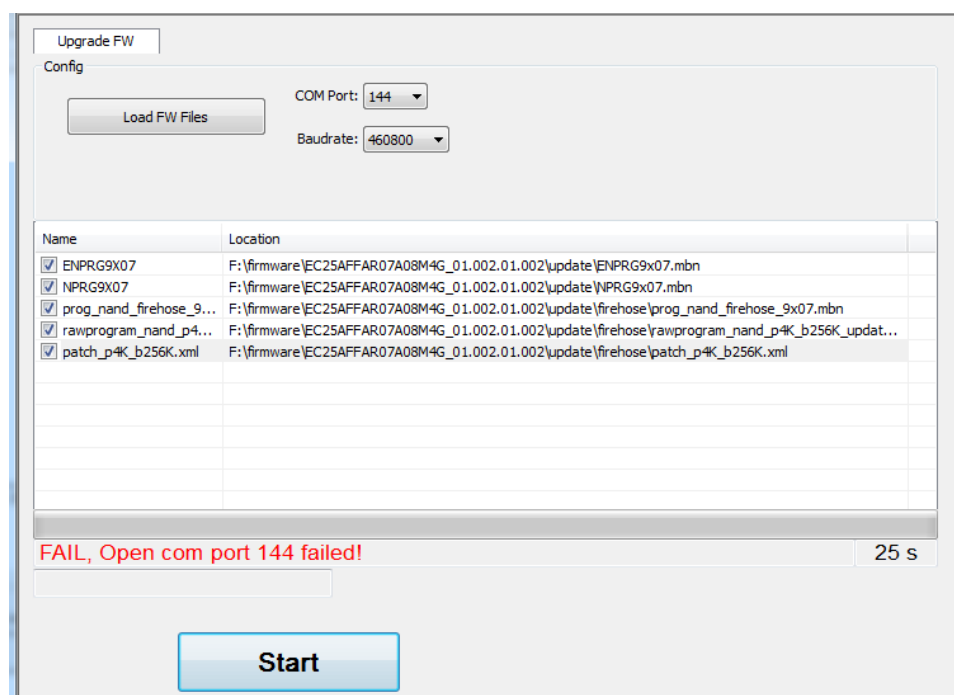 Upgrade FW
Config
Load FW Files
COM Port: 144
Baudrate: 460800
Name Location
ENPRG9X07 F:\firmware\EC25AFFAR07A08M4G_01.002.01.002\update\ENPRG9x07.mbn
NPRG9X07 F:\firmware\EC25AFFAR07A08M4G_01.002.01.002\update\NPRG9x07.mbn
prog_nand_firehose_9... F:\firmware\EC25AFFAR07A08M4G_01.002.01.002\update\firehose\prog_nand_firehose_9x07.mbn
rawprogram_nand_p4... F:\firmware\EC25AFFAR07A08M4G_01.002.01.002\update\firehose\rawprogram_nand_p4K_b256K_updat...
patch_p4K_b256K.xml F:\firmware\EC25AFFAR07A08M4G_01.002.01.002\update\firehose\patch_p4K_b256K.xml
FAIL, Open com port 144 failed! 25 s
Start